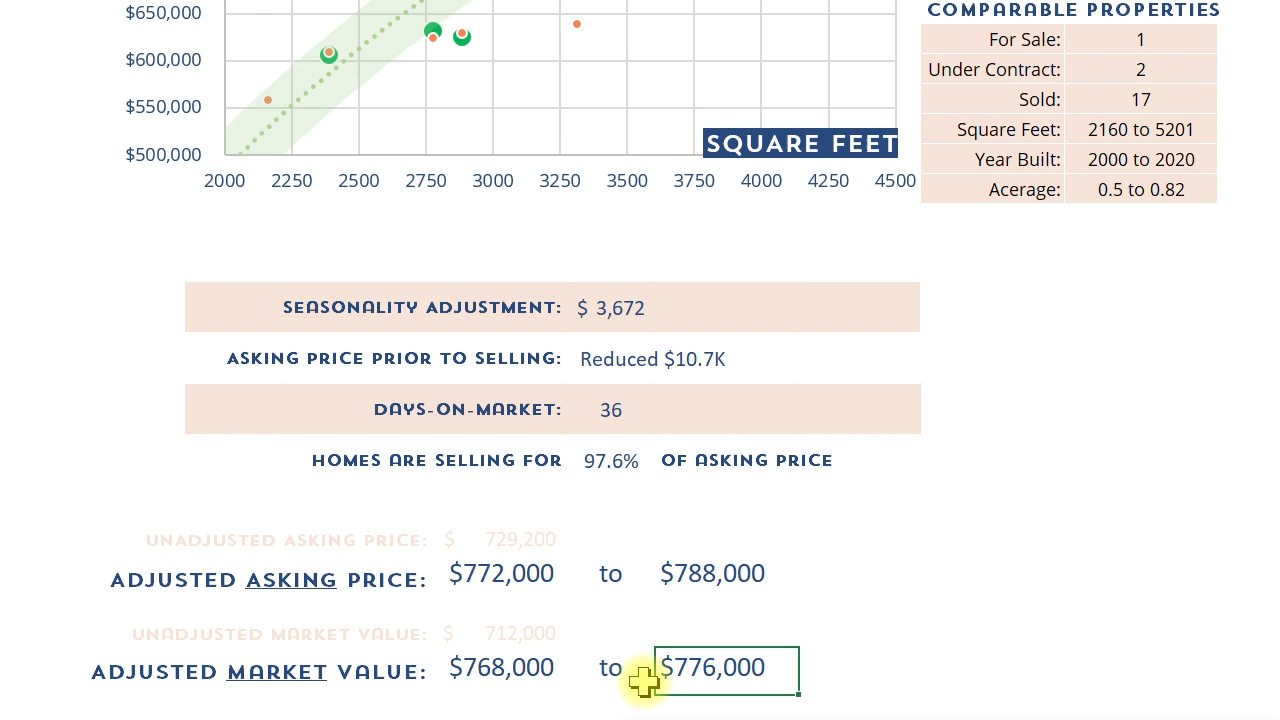 $650,000
$600,000
$550,000
$500,000
SQUARE FEET
2000 2250 2500 2750 3000 3250 3500 3750 4000 4250 4500
COMPARABLE PROPERTIES
For Sale: 1
Under Contract: 2
Sold: 17
Square Feet: 2160 to 5201
Year Built: 2000 to 2020
Acerage: 0.5 to 0.82
SEASONALITY ADJUSTMENT: $ 3,672
ASKING PRICE PRIOR TO SELLING: Reduced $10.7K
DAYS-ON-MARKET: 36
HOMES ARE SELLING FOR 97.6% OF ASKING PRICE
UNADJUSTED ASKING PRICE: $ 729,200
ADJUSTED ASKING PRICE: $772,000 to $788,000
UNADJUSTED MARKET VALUE: $ 712,000
ADJUSTED MARKET VALUE: $768,000 to $776,000